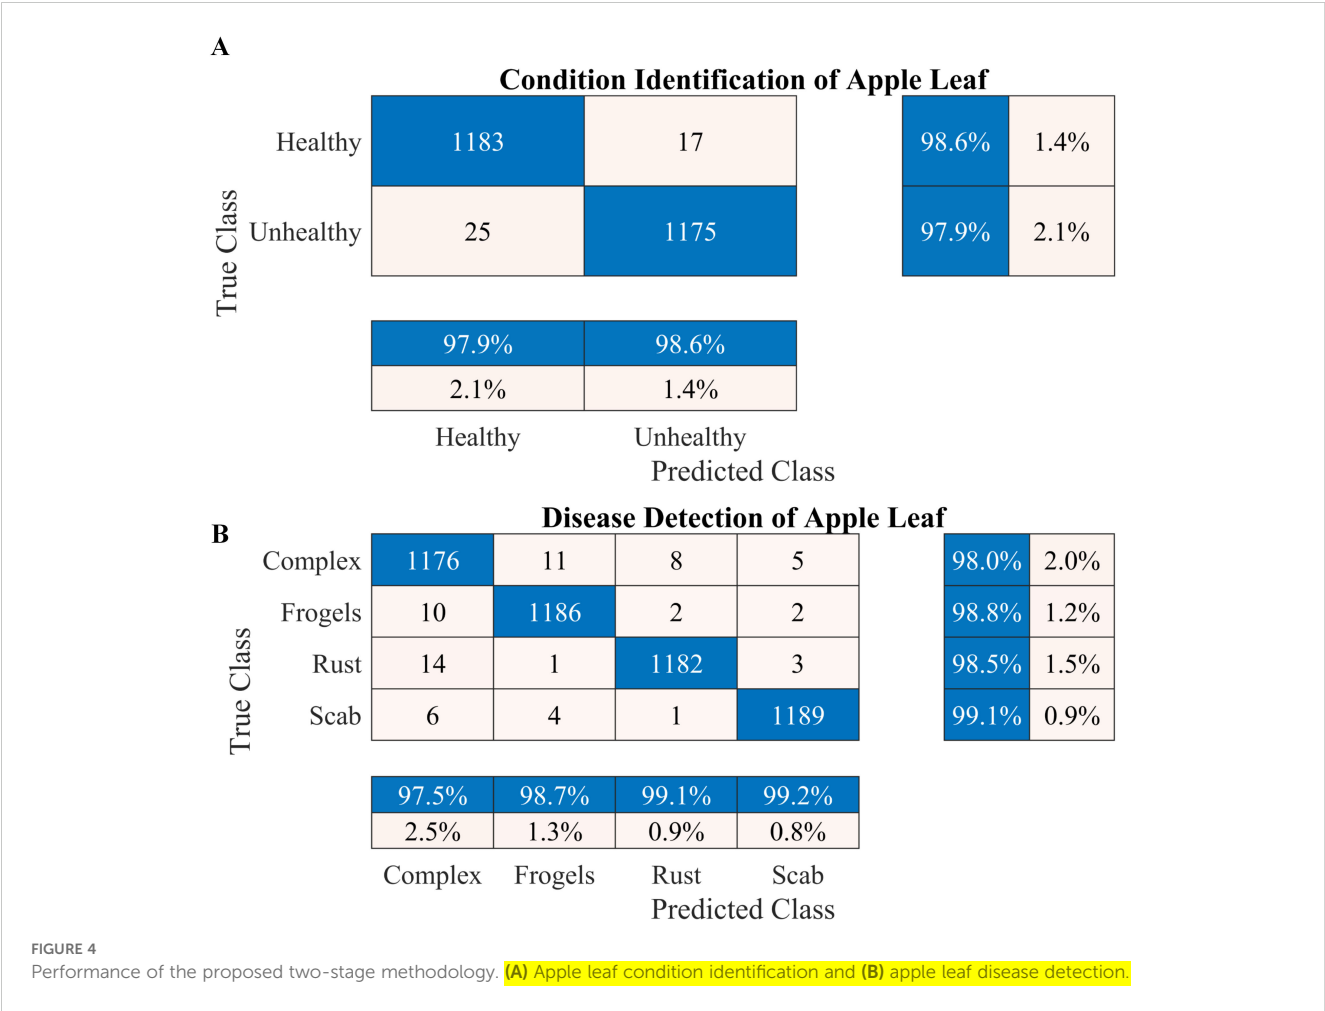 A
Condition Identification of Apple Leaf
Healthy 1183 17 98.6% 1.4%
Unhealthy 25 1175 97.9% 2.1%
True Class
97.9% 98.6%
2.1% 1.4%
Healthy Unhealthy
Predicted Class
B
Disease Detection of Apple Leaf
Complex 1176 11 8 5 98.0% 2.0%
Frogels 10 1186 2 2 98.8% 1.2%
Rust 14 1 1182 3 98.5% 1.5%
Scab 6 4 1 1189 99.1% 0.9%
True Class
97.5% 98.7% 99.1% 99.2%
2.5% 1.3% 0.9% 0.8%
Complex Frogels Rust Scab
Predicted Class
FIGURE 4
Performance of the proposed two-stage methodology. (A) Apple leaf condition identification and (B) apple leaf disease detection.